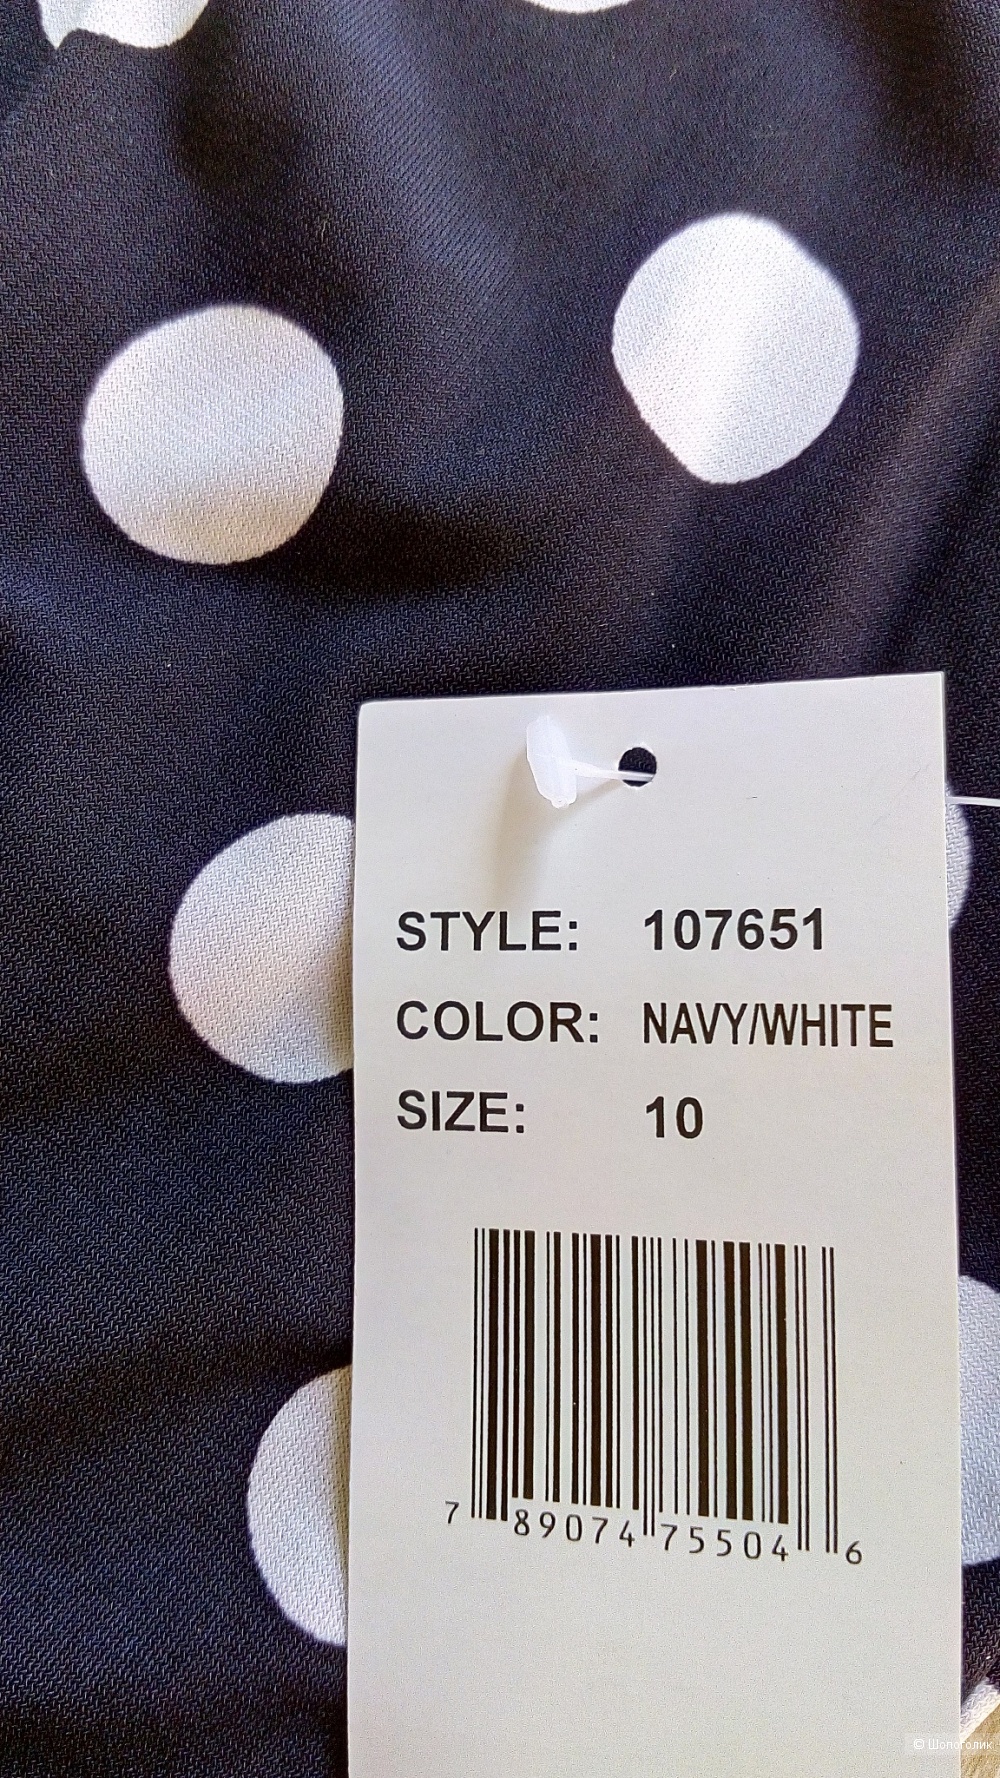 STYLE: 107651
COLOR: NAVY/WHITE
SIZE: 10
7 89074 75504 6
© Шопоголик